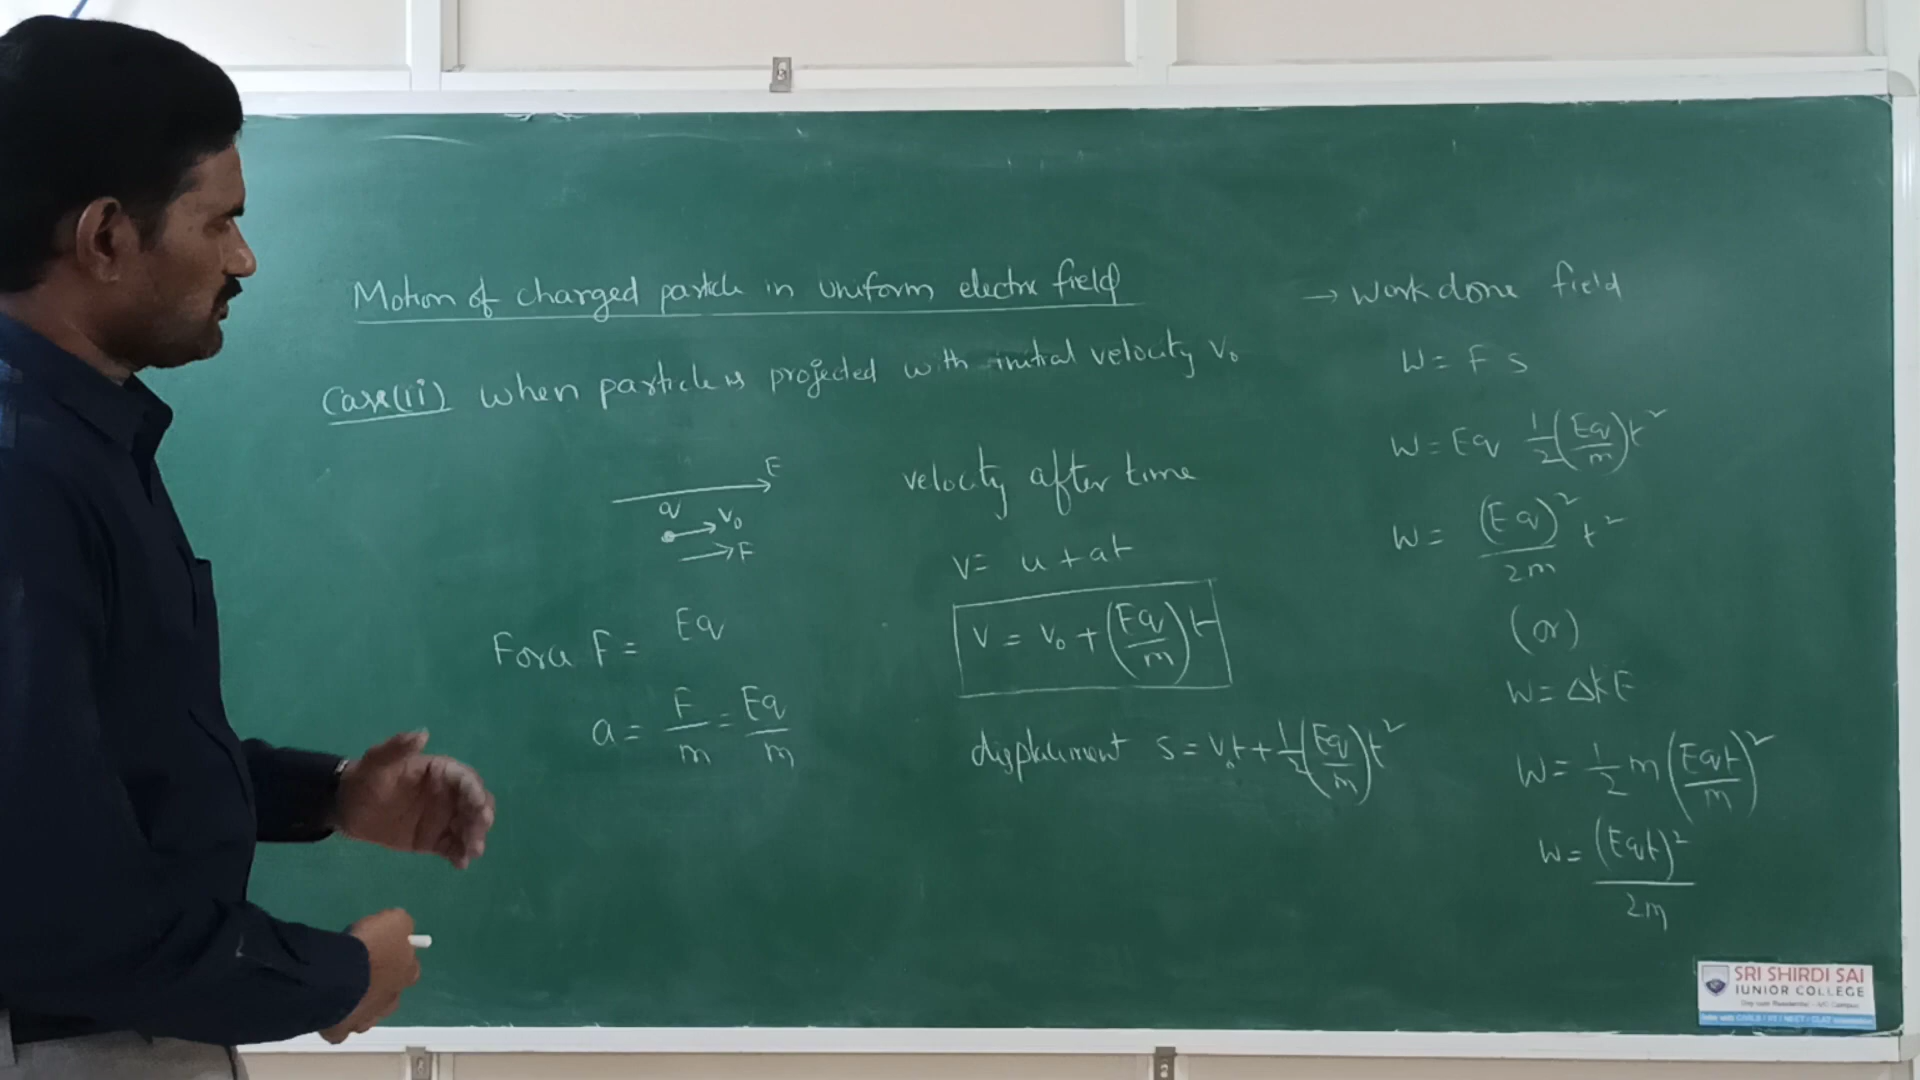 Motion of charged particle in uniform electric field
Case(ii) when particle is projected with initial velocity V₀
E
q
V₀
F
Force F = Eq
a = F/m = Eq/m
velocity after time
V = u + at
V = V₀ + (Eq/m)t
displacement S = V₀t + 1/2(Eq/m)t²
→ Work done field
W = F S
W = Eq 1/2(Eq/m)t²
W = (Eq)²/2m t²
(or)
W = ΔKE
W = 1/2 m(Eqt/m)²
W = (Eqt)²/2m
SRI SHIRDI SAI
JUNIOR COLLEGE